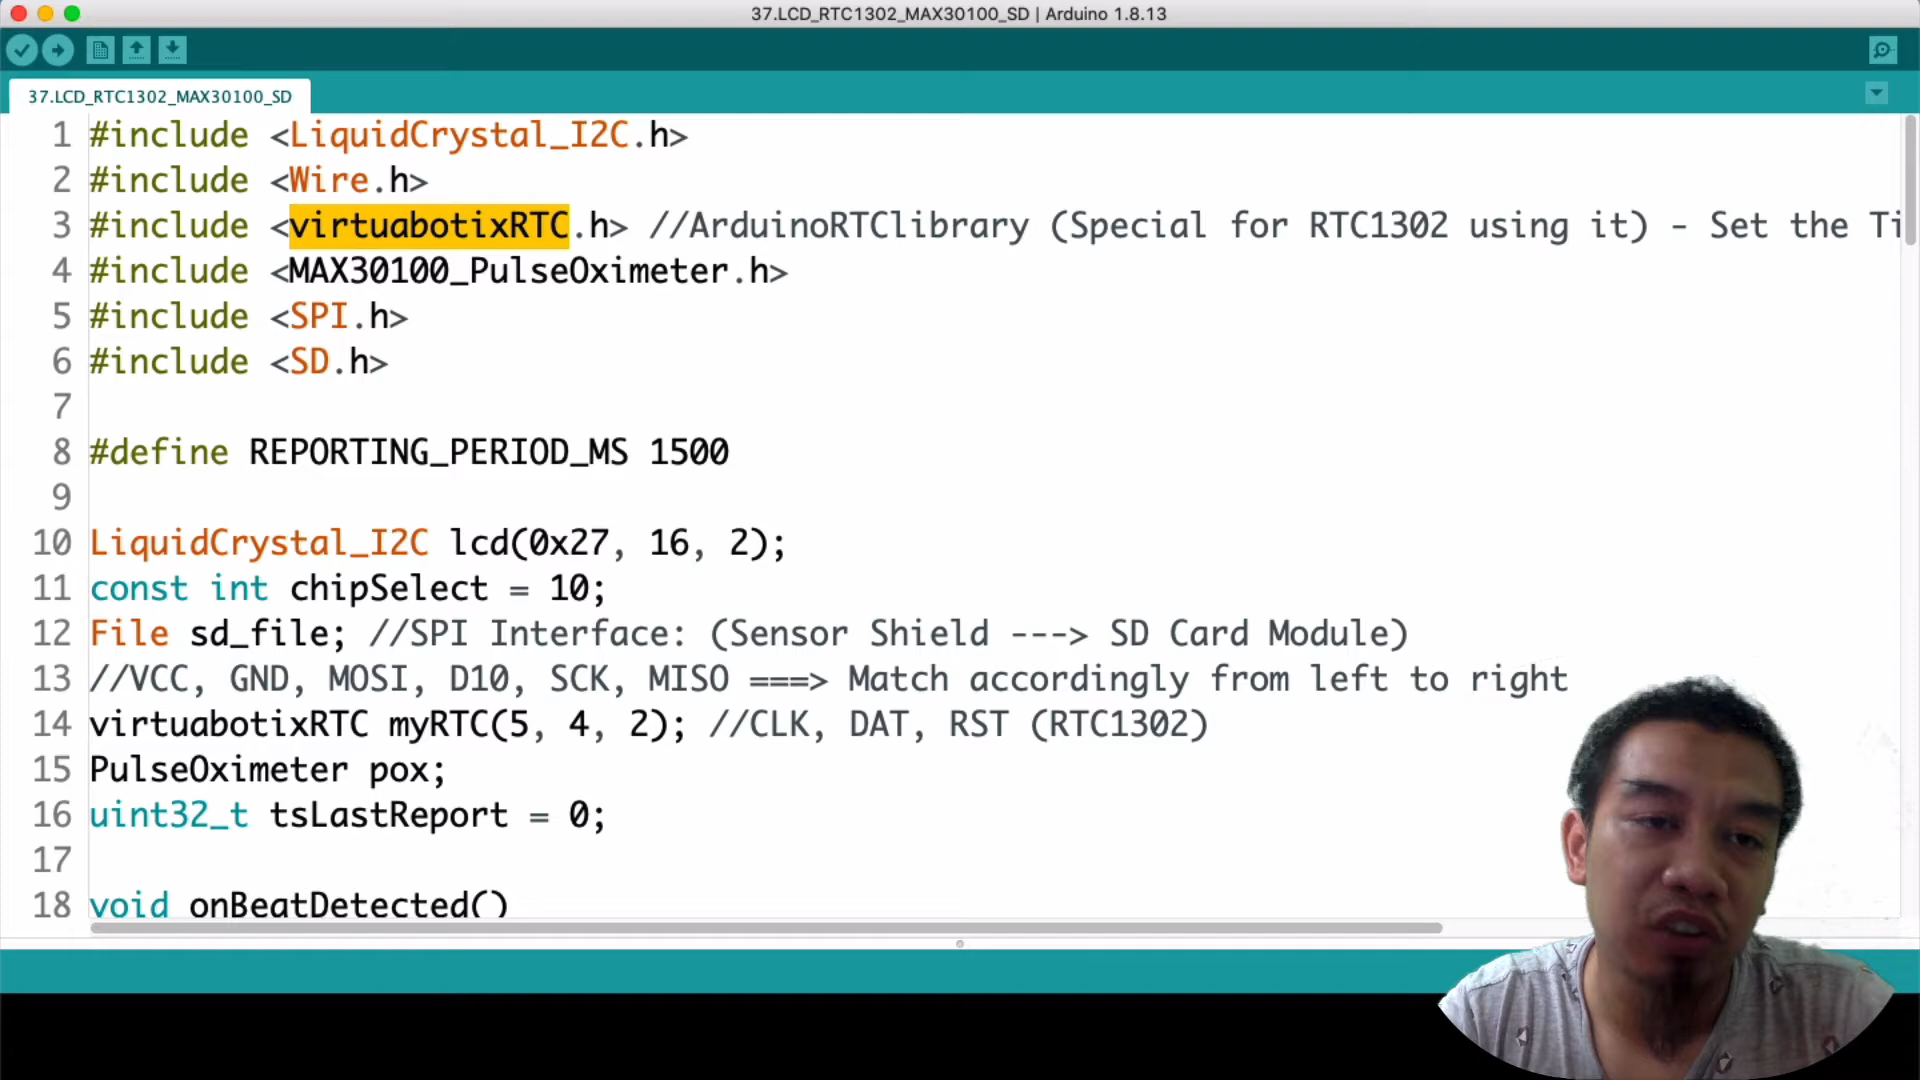 37.LCD_RTC1302_MAX30100_SD | Arduino 1.8.13
37.LCD_RTC1302_MAX30100_SD
1 #include <LiquidCrystal_I2C.h>
2 #include <Wire.h>
3 #include <virtuabotixRTC.h> //ArduinoRTClibrary (Special for RTC1302 using it) - Set the Ti
4 #include <MAX30100_PulseOximeter.h>
5 #include <SPI.h>
6 #include <SD.h>
7
8 #define REPORTING_PERIOD_MS 1500
9
10 LiquidCrystal_I2C lcd(0x27, 16, 2);
11 const int chipSelect = 10;
12 File sd_file; //SPI Interface: (Sensor Shield ---> SD Card Module)
13 //VCC, GND, MOSI, D10, SCK, MISO ===> Match accordingly from left to right
14 virtuabotixRTC myRTC(5, 4, 2); //CLK, DAT, RST (RTC1302)
15 PulseOximeter pox;
16 uint32_t tsLastReport = 0;
17
18 void onBeatDetected()